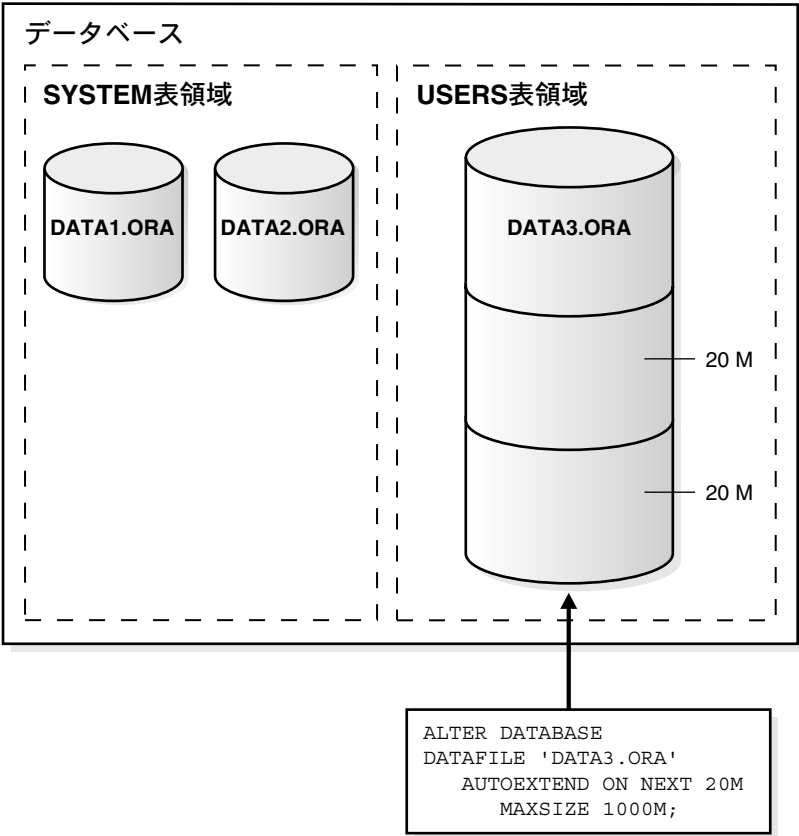 データベース
SYSTEM表領域
USERS表領域
DATA1.ORA
DATA2.ORA
DATA3.ORA
20 M
20 M
ALTER DATABASE
DATAFILE 'DATA3.ORA'
AUTOEXTEND ON NEXT 20M
MAXSIZE 1000M;